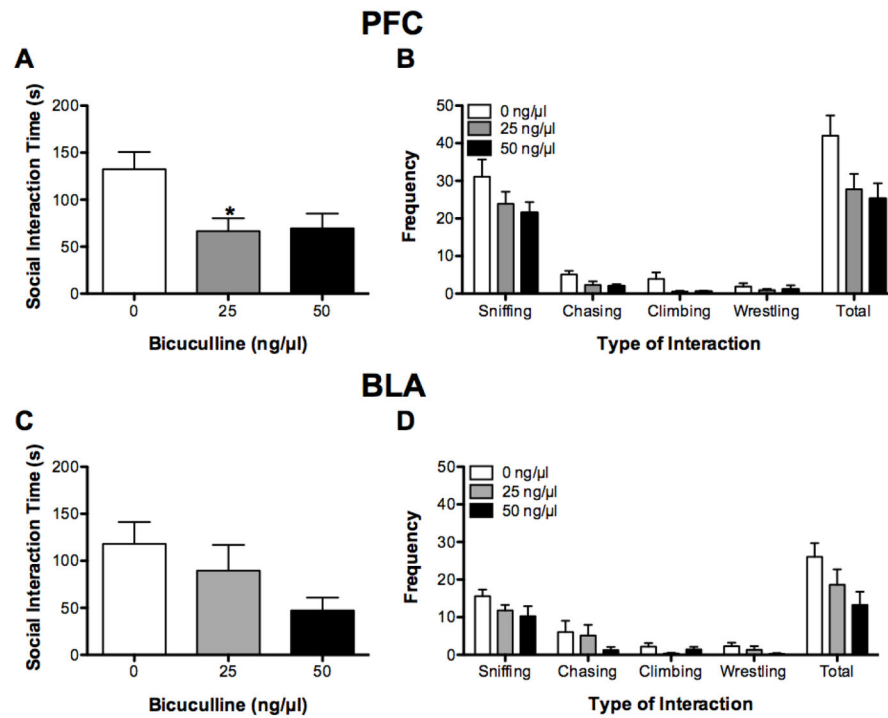 PFC
A
Social Interaction Time (s)
200
150
100
50
0
*
0 25 50
Bicuculline (ng/µl)
B
Frequency
50
40
30
20
10
0
0 ng/µl
25 ng/µl
50 ng/µl
Sniffing Chasing Climbing Wrestling Total
Type of Interaction
BLA
C
Social Interaction Time (s)
200
150
100
50
0
0 25 50
Bicuculline (ng/µl)
D
Frequency
50
40
30
20
10
0
0 ng/µl
25 ng/µl
50 ng/µl
Sniffing Chasing Climbing Wrestling Total
Type of Interaction